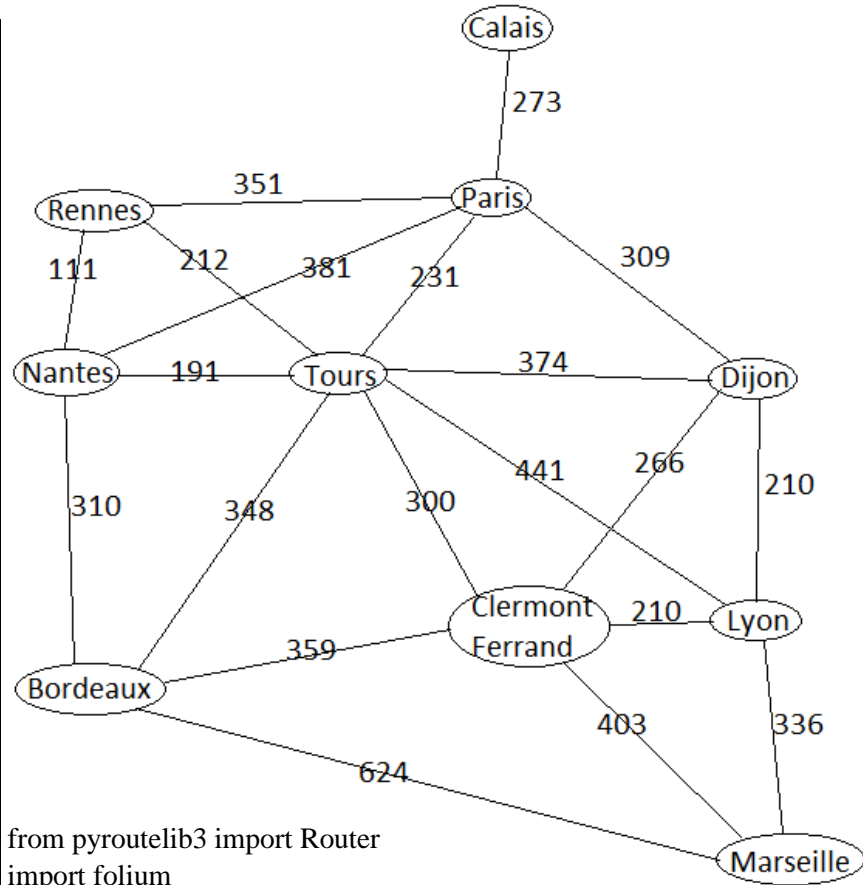 Calais
273
351
Paris
Rennes
111
212
381
231
309
Nantes
191
Tours
374
Dijon
310
348
300
441
266
210
Clermont
Ferrand
210
Lyon
359
Bordeaux
403
336
624
Marseille
from pyroutelib3 import Router
import folium